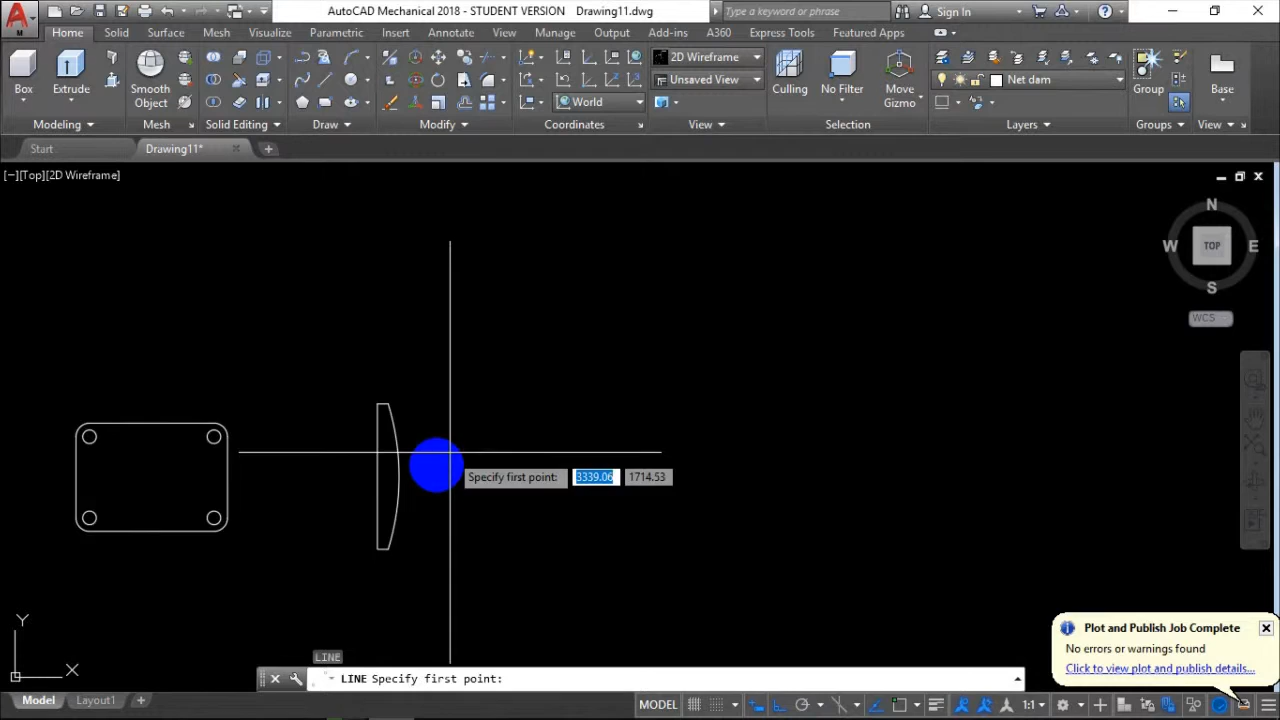 AutoCAD Mechanical 2018 - STUDENT VERSION Drawing11.dwg
Type a keyword or phrase
Sign In
M
Home Solid Surface Mesh Visualize Parametric Insert Annotate View Manage Output Add-ins A360 Express Tools Featured Apps
2D Wireframe
Unsaved View
World
Net dam
Box Extrude Smooth Object Culling No Filter Move Gizmo Group Base
Modeling Mesh Solid Editing Draw Modify Coordinates View Selection Layers Groups View
Start Drawing11* +
[−][Top][2D Wireframe]
N
W TOP E
S
WCS
Specify first point: 3339.06 1714.53
Y
X
LINE
LINE Specify first point:
Plot and Publish Job Complete
No errors or warnings found
Click to view plot and publish details...
Model Layout1 +
MODEL 1:1